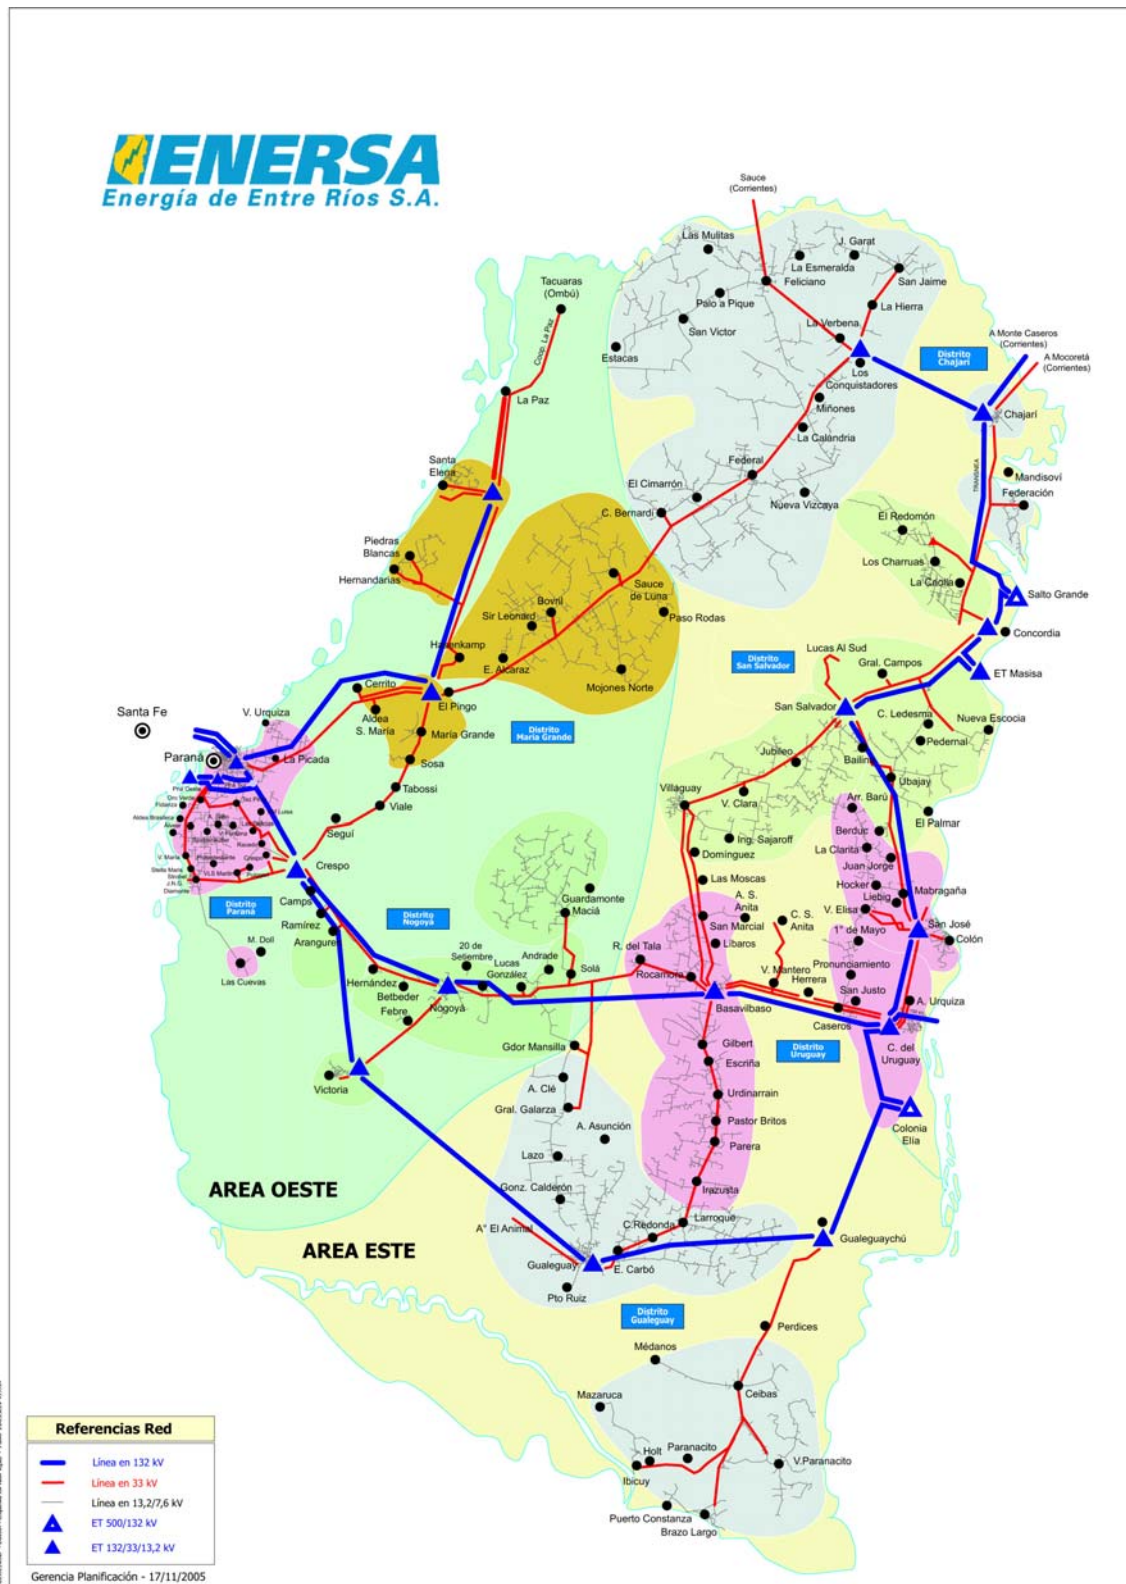 ENERSA
Energía de Entre Ríos S.A.
Sauce
(Corrientes)
Las Mulitas
J. Garat
La Esmeralda
San Jaime
Feliciano
Tacuaras
(Ombú)
Palo a Pique
La Hierra
San Victor
La Verbena
Coop. La Paz
Estacas
A Monte Caseros
(Corrientes)
Distrito
Chajarí
A Mocoretá
(Corrientes)
Los
Conquistadores
La Paz
Miñones
Chajarí
La Calandria
Santa
Elena
Federal
TRANSNEA
Mandisoví
El Cimarrón
Federación
Nueva Vizcaya
C. Bernardi
El Redomón
Piedras
Blancas
Los Charruas
Hernandarias
Sauce
de Luna
La Criolla
Bovril
Salto Grande
Sir Leonard
Paso Rodas
Concordia
Hasenkamp
Lucas Al Sud
Distrito
San Salvador
E. Alcaraz
Gral. Campos
ET Masisa
Mojones Norte
Cerrito
El Pingo
San Salvador
Santa Fe
V. Urquiza
Aldea
S. María
C. Ledesma
Nueva Escocia
María Grande
Distrito
María Grande
Pedernal
Paraná
La Picada
Jubileo
Bailina
Sosa
Ubajay
Tabossi
Villaguay
V. Clara
Arr. Barú
Viale
El Palmar
Seguí
Ing. Sajaroff
Berduc
Domínguez
La Clarita
Juan Jorge
Crespo
Las Moscas
Hocker
Mabragaña
Guardamonte
Liebig
Distrito
Paraná
Camps
A. S.
Anita
V. Elisa
Maciá
Distrito
Nogoyá
San Marcial
C. S.
Anita
San José
Ramírez
1° de Mayo
Colón
Aranguren
M. Doll
Líbaros
20 de
Setiembre
R. del Tala
Andrade
Pronunciamiento
Las Cuevas
Lucas
González
Solá
Rocamora
V. Mantero
Hernández
Herrera
San Justo
Betbeder
Nogoyá
A. Urquiza
Febre
Basavilbaso
Caseros
Gdor Mansilla
Gilbert
Distrito
Uruguay
C. del
Uruguay
Escriña
Victoria
A. Clé
Urdinarrain
Gral. Galarza
Pastor Britos
Colonia
Elía
A. Asunción
Parera
Lazo
AREA OESTE
Gonz. Calderón
Irazusta
A° El Animal
C.Redonda
Larroque
AREA ESTE
Gualeguaychú
Gualeguay
E. Carbó
Pto Ruiz
Distrito
Gualeguay
Perdices
Médanos
Ceibas
Mazaruca
Holt
Paranacito
V.Paranacito
Ibicuy
Puerto Constanza
Brazo Largo
Referencias Red
Línea en 132 kV
Línea en 33 kV
Línea en 13,2/7,6 kV
ET 500/132 kV
ET 132/33/13,2 kV
Gerencia Planificación - 17/11/2005